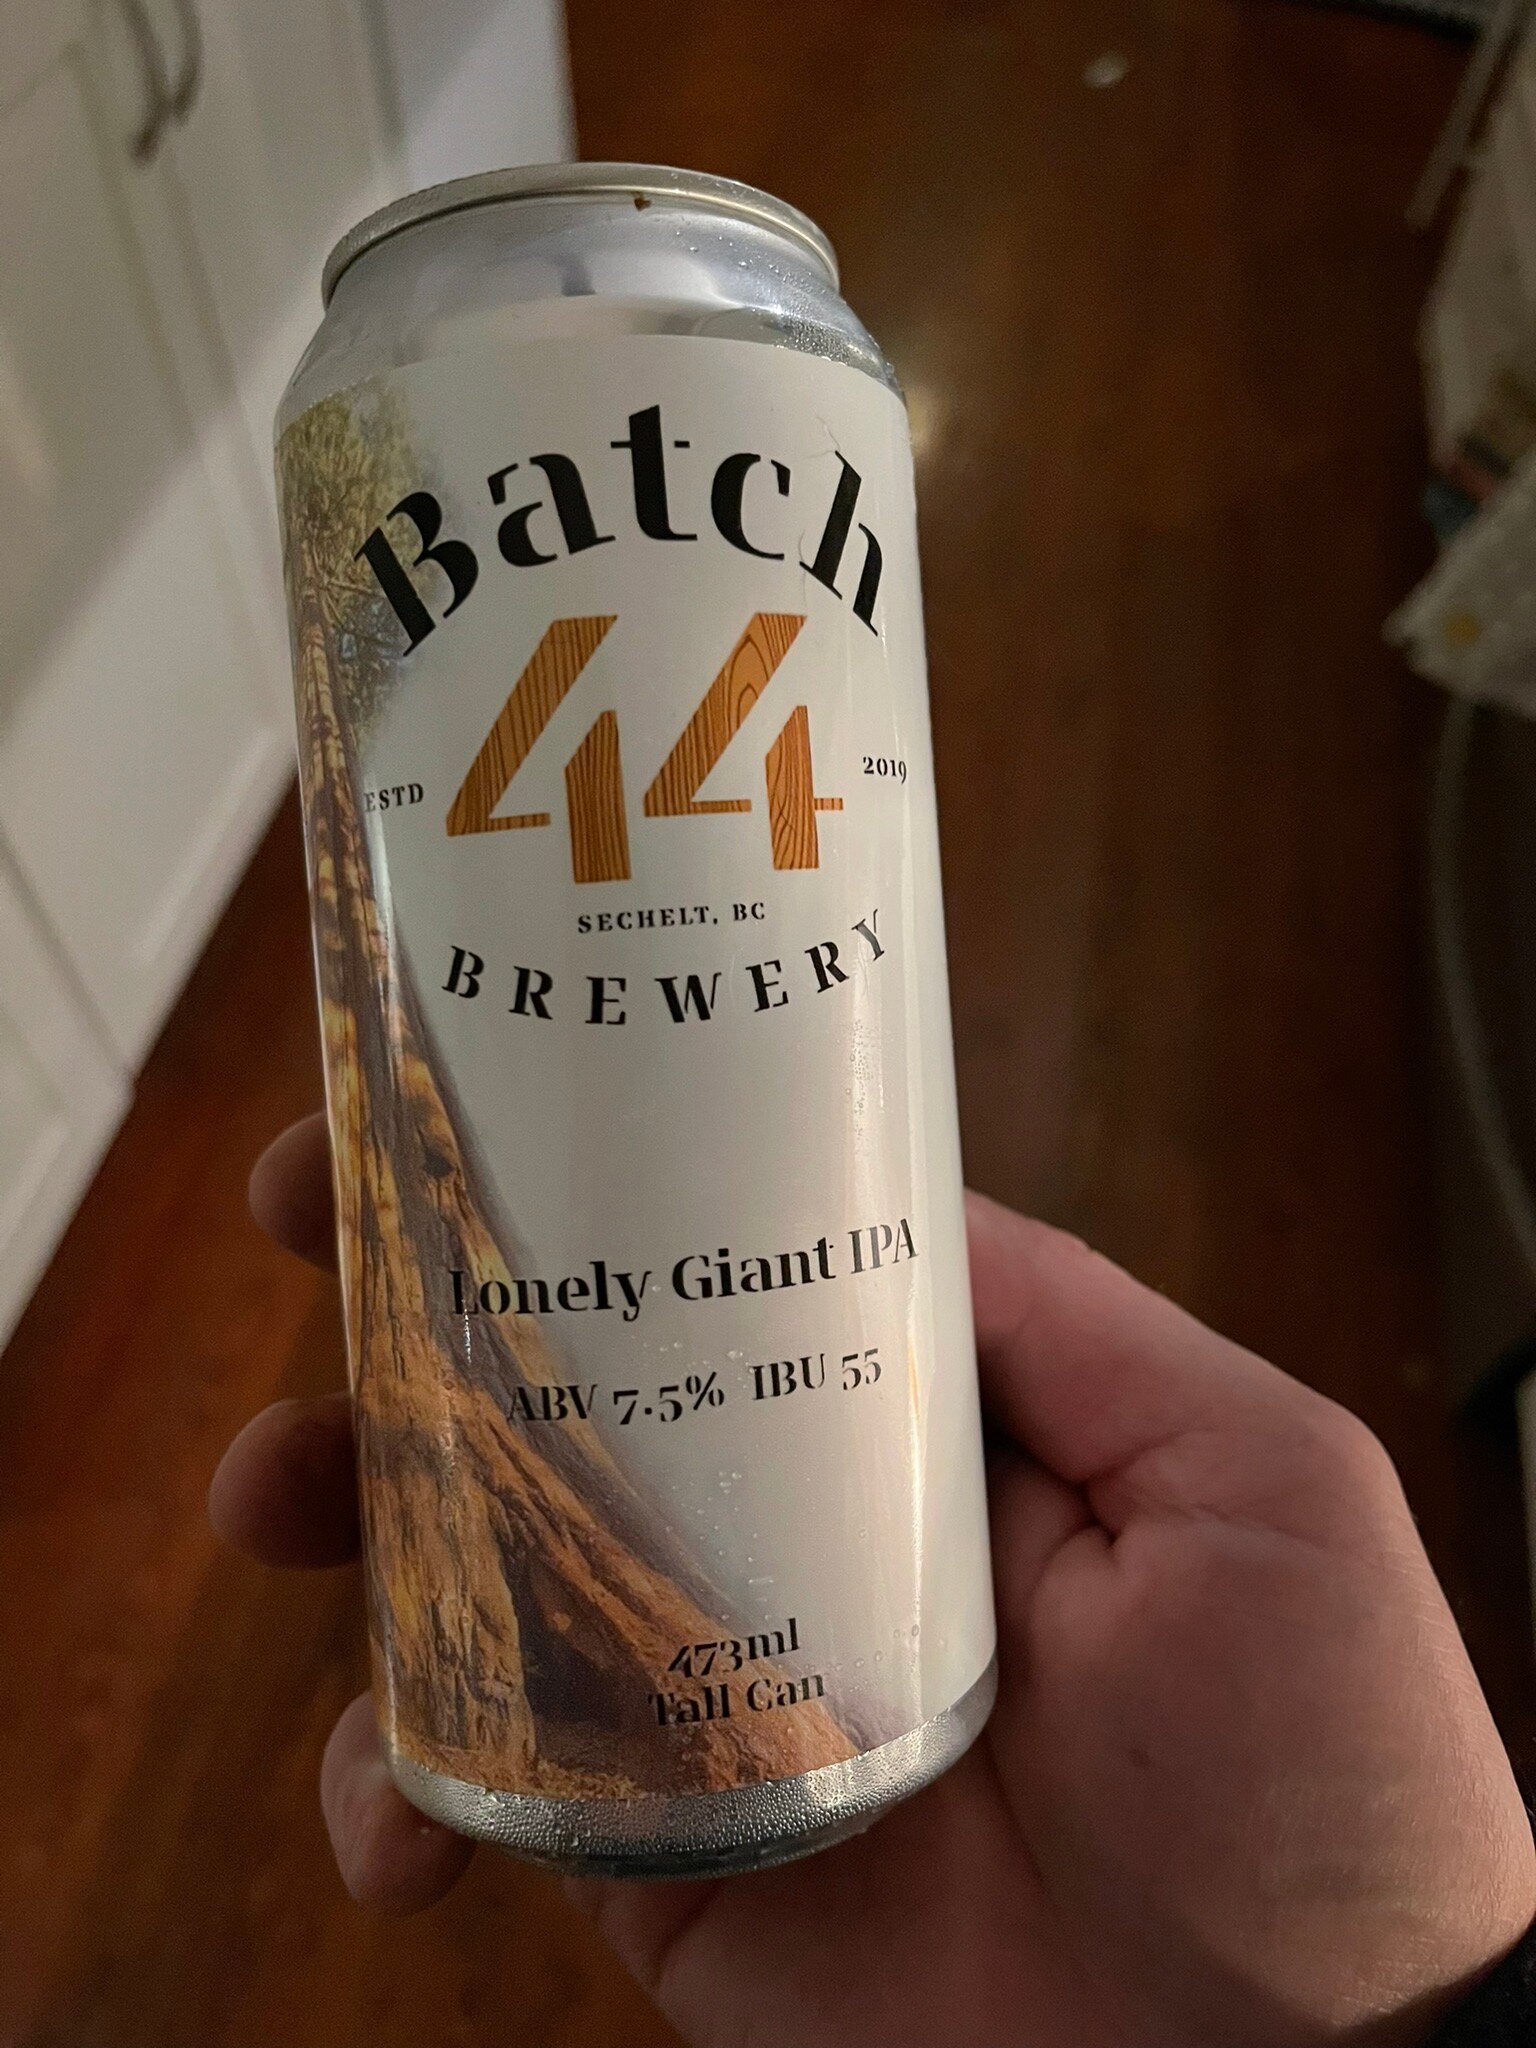 Batch
44
ESTD 2019
SECHELT, BC
BREWERY
Lonely Giant IPA
ABV 7.5% IBU 55
473ml
Tall Can